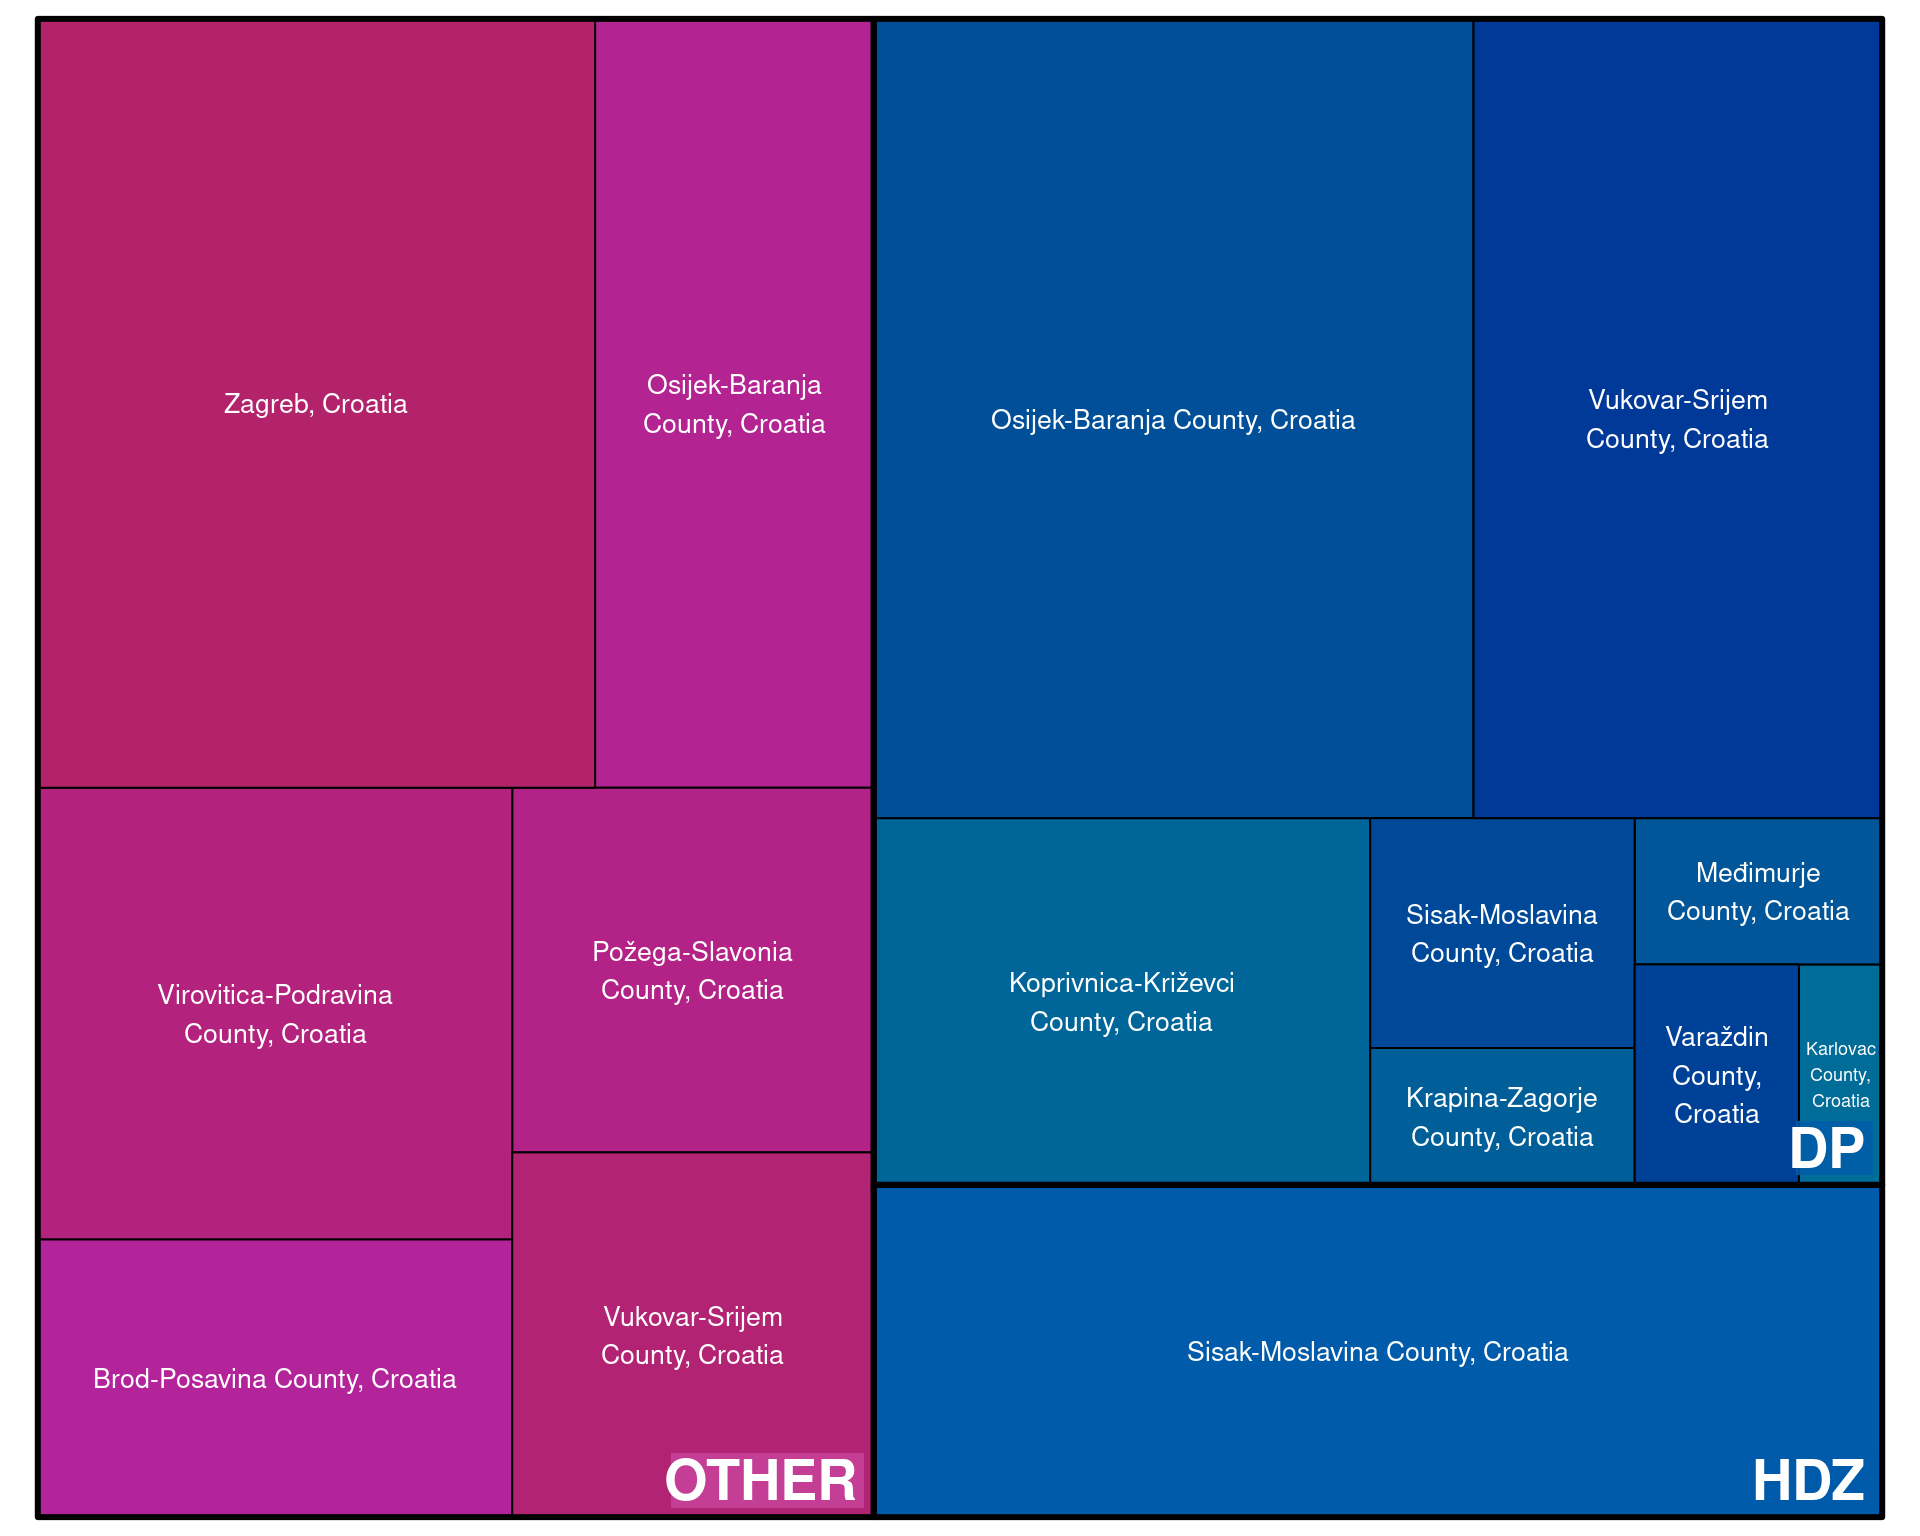 Zagreb, Croatia
Osijek-Baranja
County, Croatia
Virovitica-Podravina
County, Croatia
Požega-Slavonia
County, Croatia
Brod-Posavina County, Croatia
Vukovar-Srijem
County, Croatia
OTHER
Osijek-Baranja County, Croatia
Vukovar-Srijem
County, Croatia
Koprivnica-Križevci
County, Croatia
Sisak-Moslavina
County, Croatia
Krapina-Zagorje
County, Croatia
Međimurje
County, Croatia
Varaždin
County,
Croatia
Karlovac
County,
Croatia
DP
Sisak-Moslavina County, Croatia
HDZ